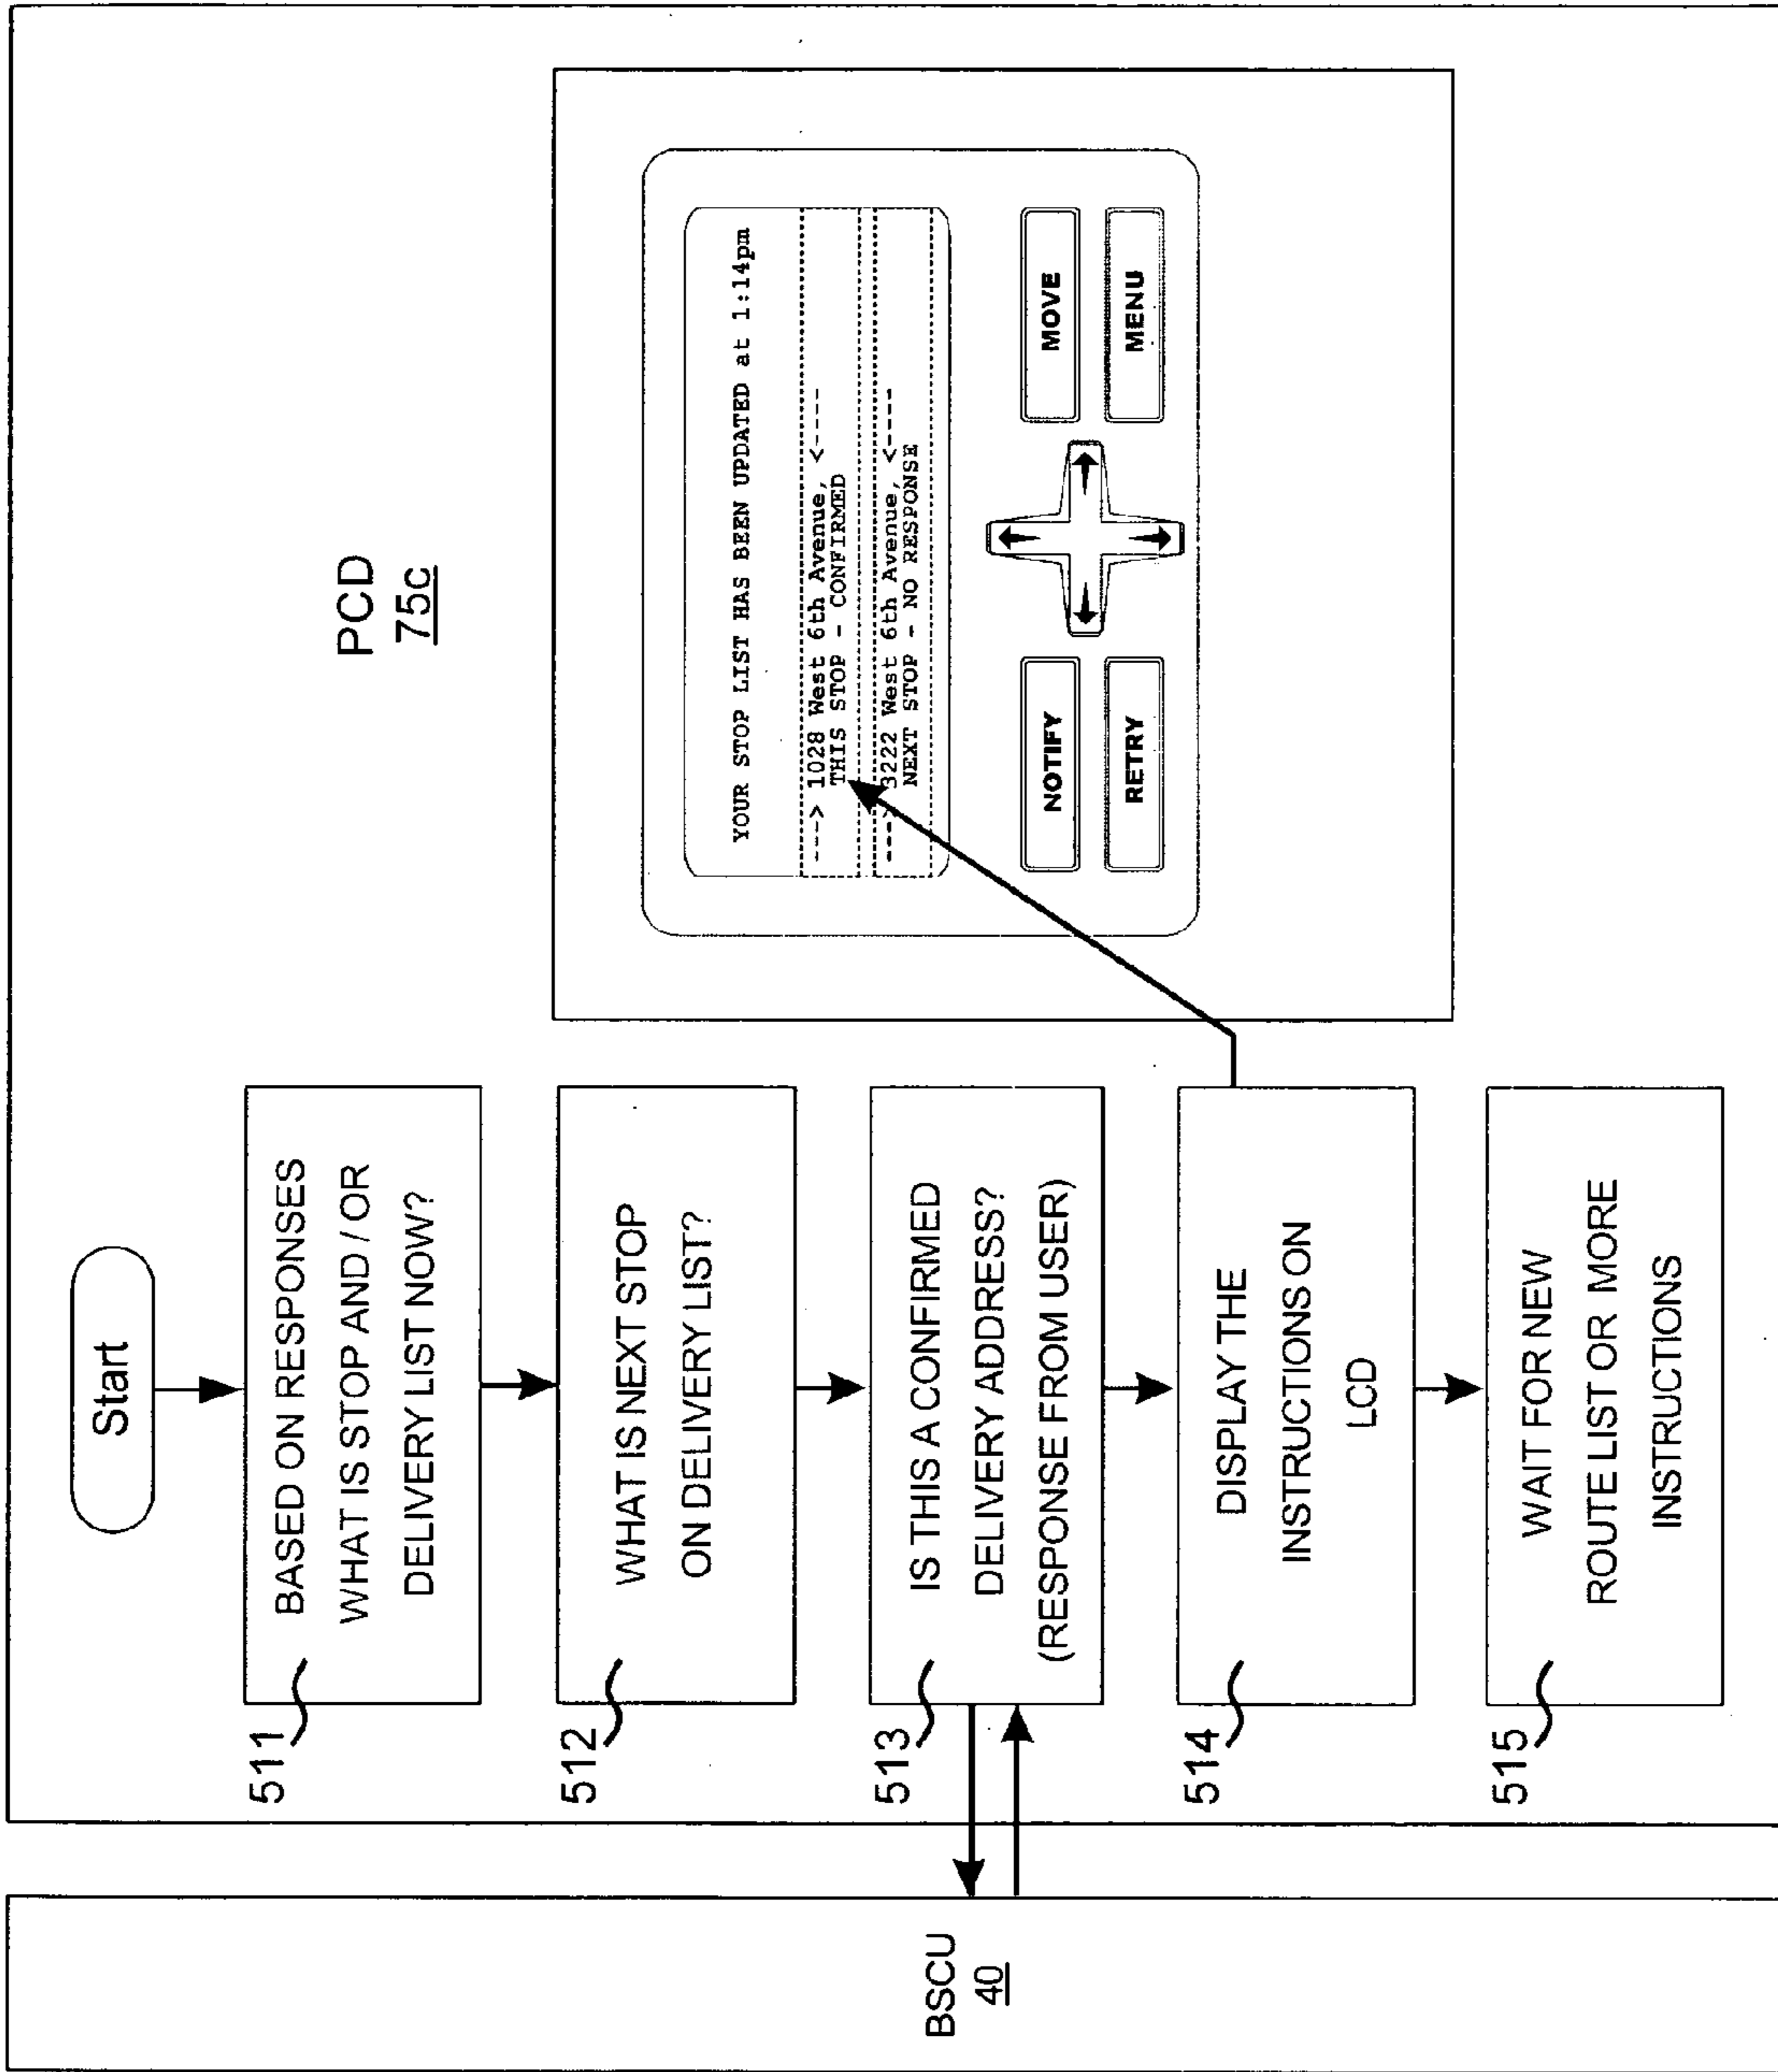 BSCU
40
PCD
75c
Start
511
BASED ON RESPONSES
WHAT IS STOP AND / OR
DELIVERY LIST NOW?
512
WHAT IS NEXT STOP
ON DELIVERY LIST?
513
IS THIS A CONFIRMED
DELIVERY ADDRESS?
(RESPONSE FROM USER)
514
DISPLAY THE
INSTRUCTIONS ON
LCD
515
WAIT FOR NEW
ROUTE LIST OR MORE
INSTRUCTIONS
YOUR STOP LIST HAS BEEN UPDATED at 1:14pm
---> 1028 West 6th Avenue, <----
THIS STOP - CONFIRMED
---> 3222 West 6th Avenue, <----
NEXT STOP - NO RESPONSE
NOTIFY
MOVE
RETRY
MENU